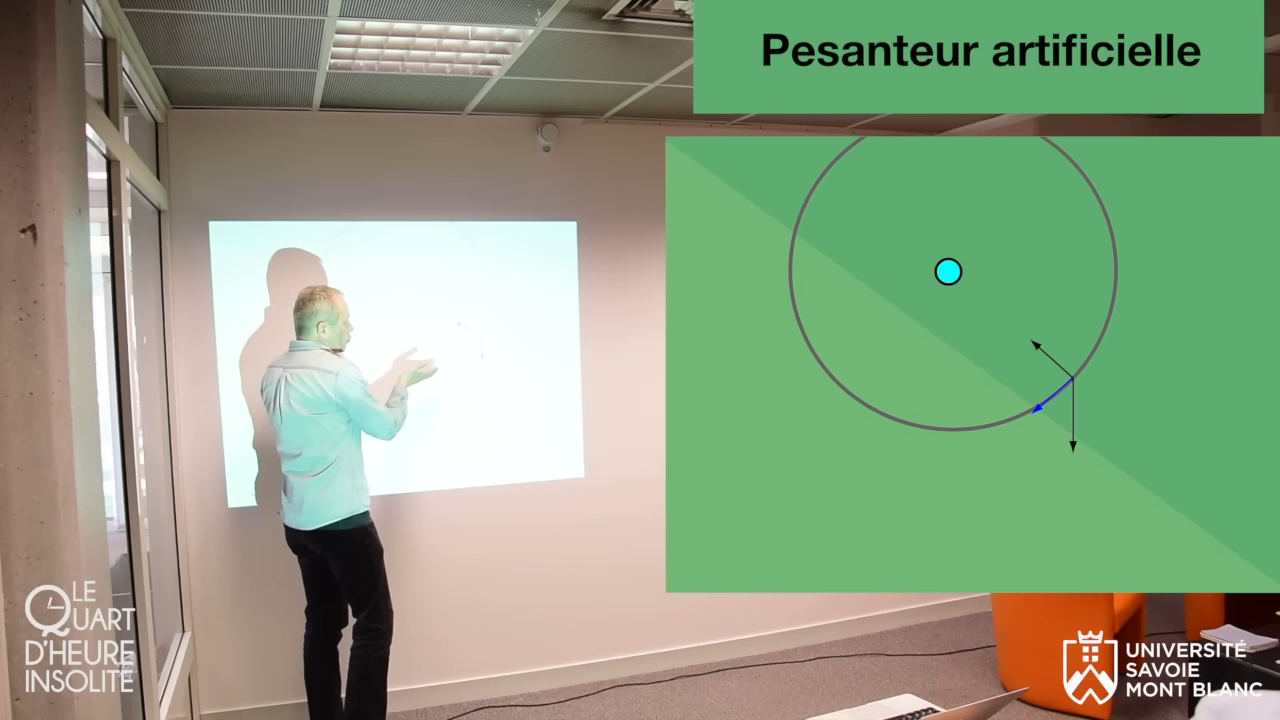 Pesanteur artificielle
LE
QUART
D'HEURE
INSOLITE
UNIVERSITÉ
SAVOIE
MONT BLANC